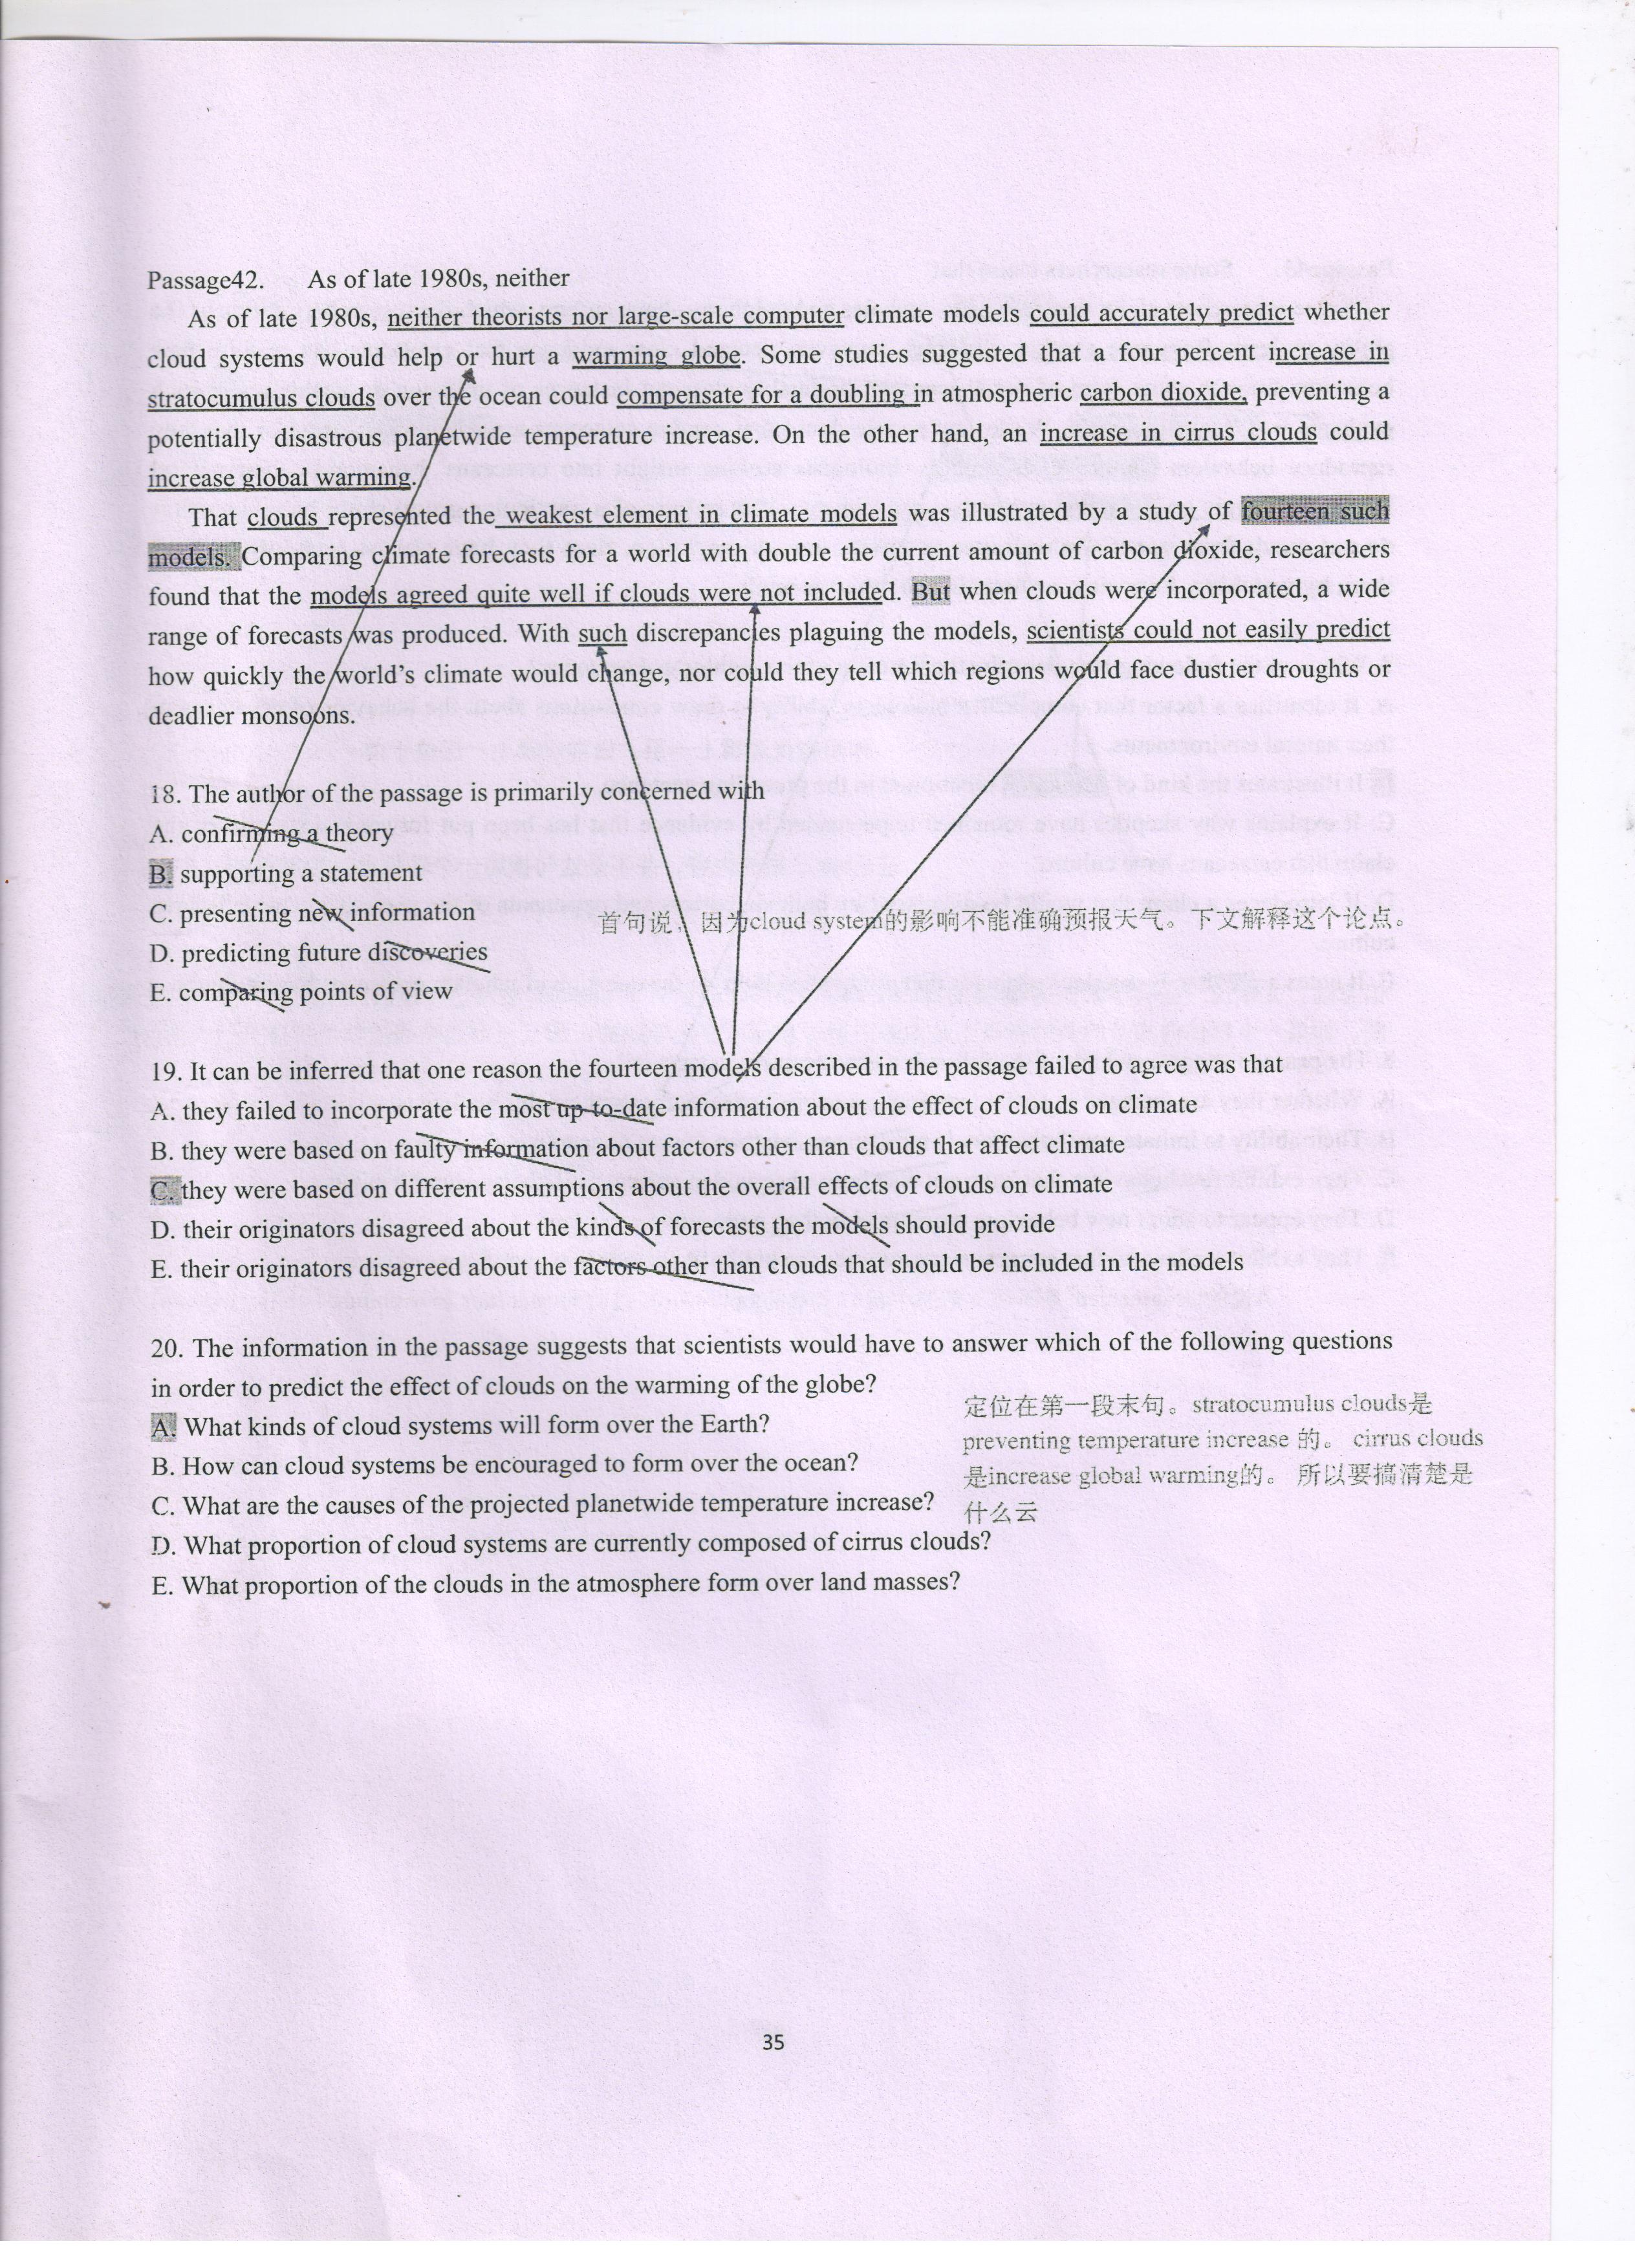 Passage42. As of late 1980s, neither
As of late 1980s, neither theorists nor large-scale computer climate models could accurately predict whether
cloud systems would help or hurt a warming globe. Some studies suggested that a four percent increase in
stratocumulus clouds over the ocean could compensate for a doubling in atmospheric carbon dioxide, preventing a
potentially disastrous planetwide temperature increase. On the other hand, an increase in cirrus clouds could
increase global warming.
That clouds represented the weakest element in climate models was illustrated by a study of fourteen such
models. Comparing climate forecasts for a world with double the current amount of carbon dioxide, researchers
found that the models agreed quite well if clouds were not included. But when clouds were incorporated, a wide
range of forecasts was produced. With such discrepancies plaguing the models, scientists could not easily predict
how quickly the world's climate would change, nor could they tell which regions would face dustier droughts or
deadlier monsoons.
18. The author of the passage is primarily concerned with
A. confirming a theory
B. supporting a statement
C. presenting new information
首句说，因为cloud system的影响不能准确预报天气。下文解释这个论点。
D. predicting future discoveries
E. comparing points of view
19. It can be inferred that one reason the fourteen models described in the passage failed to agree was that
A. they failed to incorporate the most up-to-date information about the effect of clouds on climate
B. they were based on faulty information about factors other than clouds that affect climate
C. they were based on different assumptions about the overall effects of clouds on climate
D. their originators disagreed about the kinds of forecasts the models should provide
E. their originators disagreed about the factors other than clouds that should be included in the models
20. The information in the passage suggests that scientists would have to answer which of the following questions
in order to predict the effect of clouds on the warming of the globe?
A. What kinds of cloud systems will form over the Earth?
B. How can cloud systems be encouraged to form over the ocean?
C. What are the causes of the projected planetwide temperature increase?
D. What proportion of cloud systems are currently composed of cirrus clouds?
E. What proportion of the clouds in the atmosphere form over land masses?
定位在第一段末句。stratocumulus clouds是
preventing temperature increase 的。 cirrus clouds
是increase global warming的。 所以要搞清楚是
什么云
35